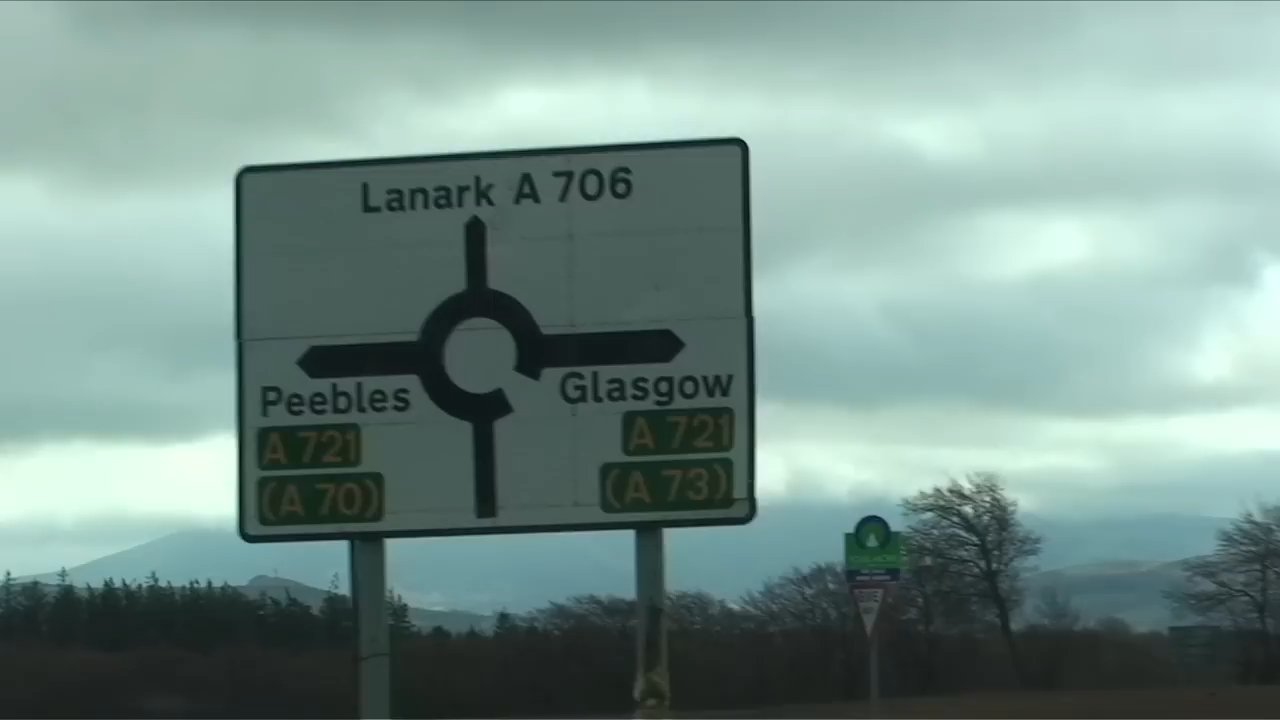 Lanark A 706
Peebles
Glasgow
A 721
A 721
(A 70)
(A 73)